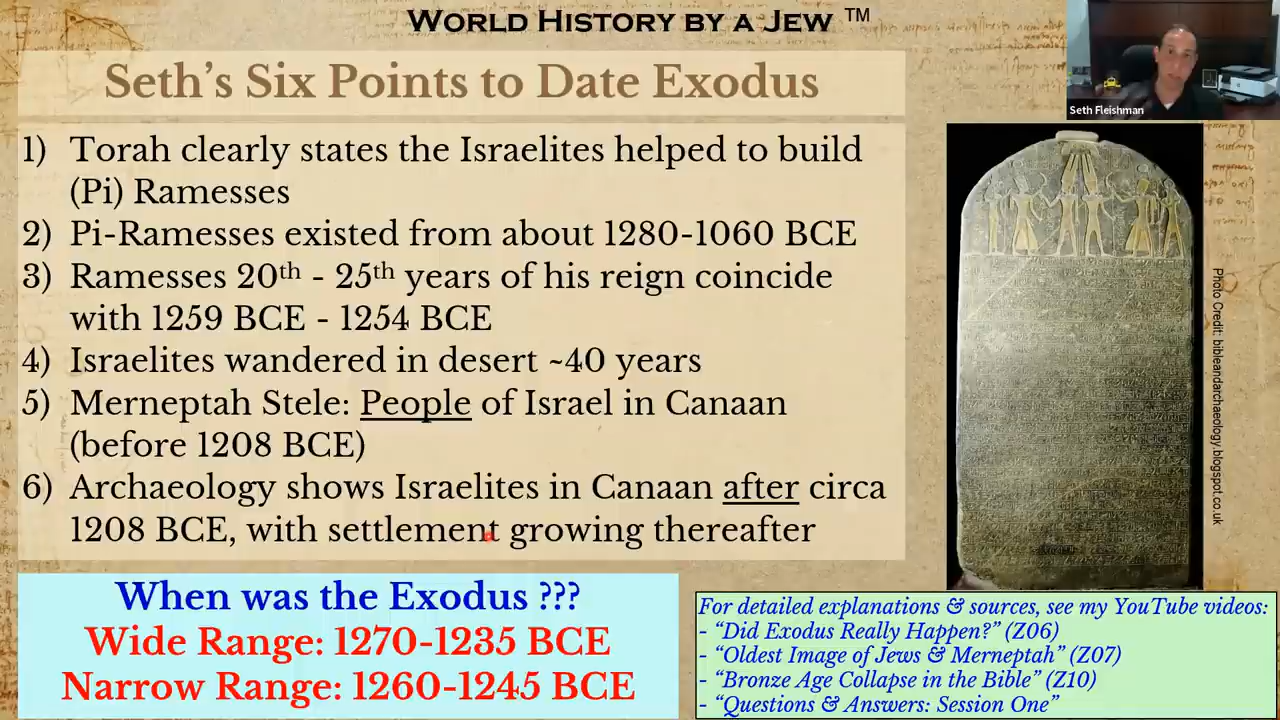 World History by a Jew ™
Seth's Six Points to Date Exodus
Seth Fleishman
1) Torah clearly states the Israelites helped to build
(Pi) Ramesses
2) Pi-Ramesses existed from about 1280-1060 BCE
3) Ramesses 20th - 25th years of his reign coincide
with 1259 BCE - 1254 BCE
4) Israelites wandered in desert ~40 years
5) Merneptah Stele: People of Israel in Canaan
(before 1208 BCE)
6) Archaeology shows Israelites in Canaan after circa
1208 BCE, with settlement growing thereafter
Photo Credit: bibleandarchaeology.blogspot.co.uk
When was the Exodus ???
Wide Range: 1270-1235 BCE
Narrow Range: 1260-1245 BCE
For detailed explanations & sources, see my YouTube videos:
- "Did Exodus Really Happen?" (Z06)
- "Oldest Image of Jews & Merneptah" (Z07)
- "Bronze Age Collapse in the Bible" (Z10)
- "Questions & Answers: Session One"